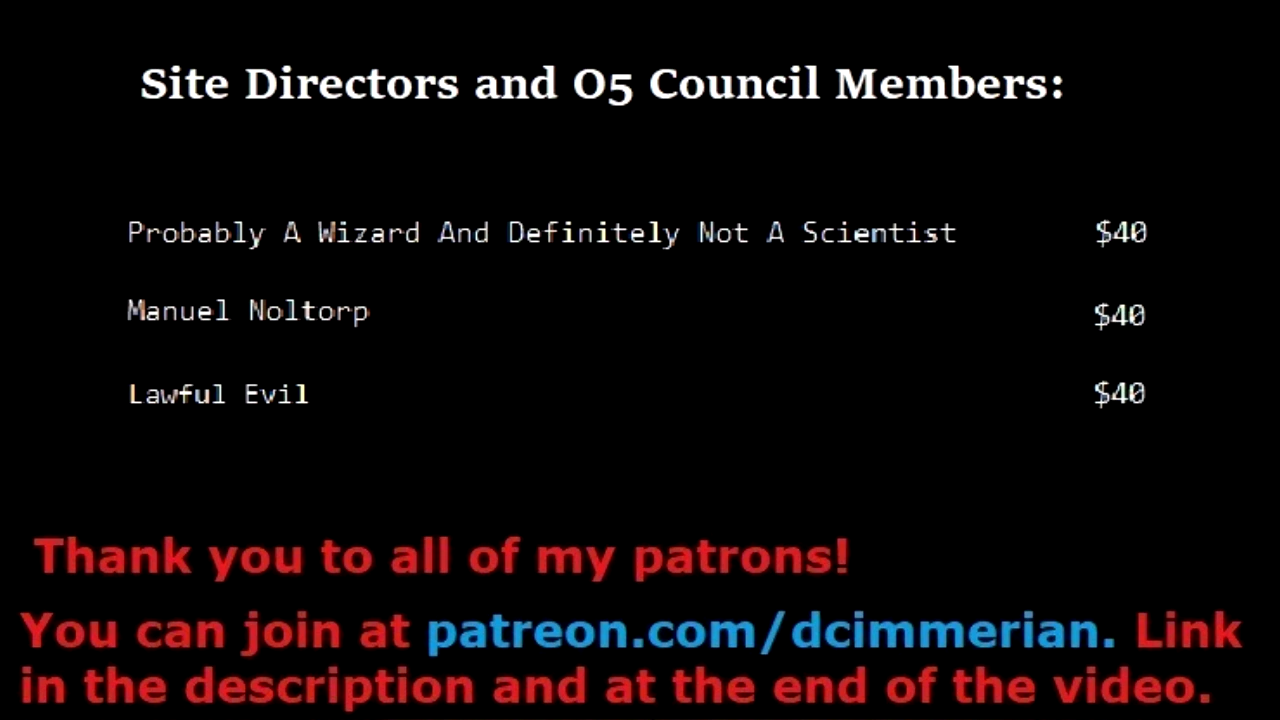 Site Directors and O5 Council Members:
Probably A Wizard And Definitely Not A Scientist $40
Manuel Noltorp $40
Lawful Evil $40
Thank you to all of my patrons!
You can join at patreon.com/dcimmerian. Link
in the description and at the end of the video.